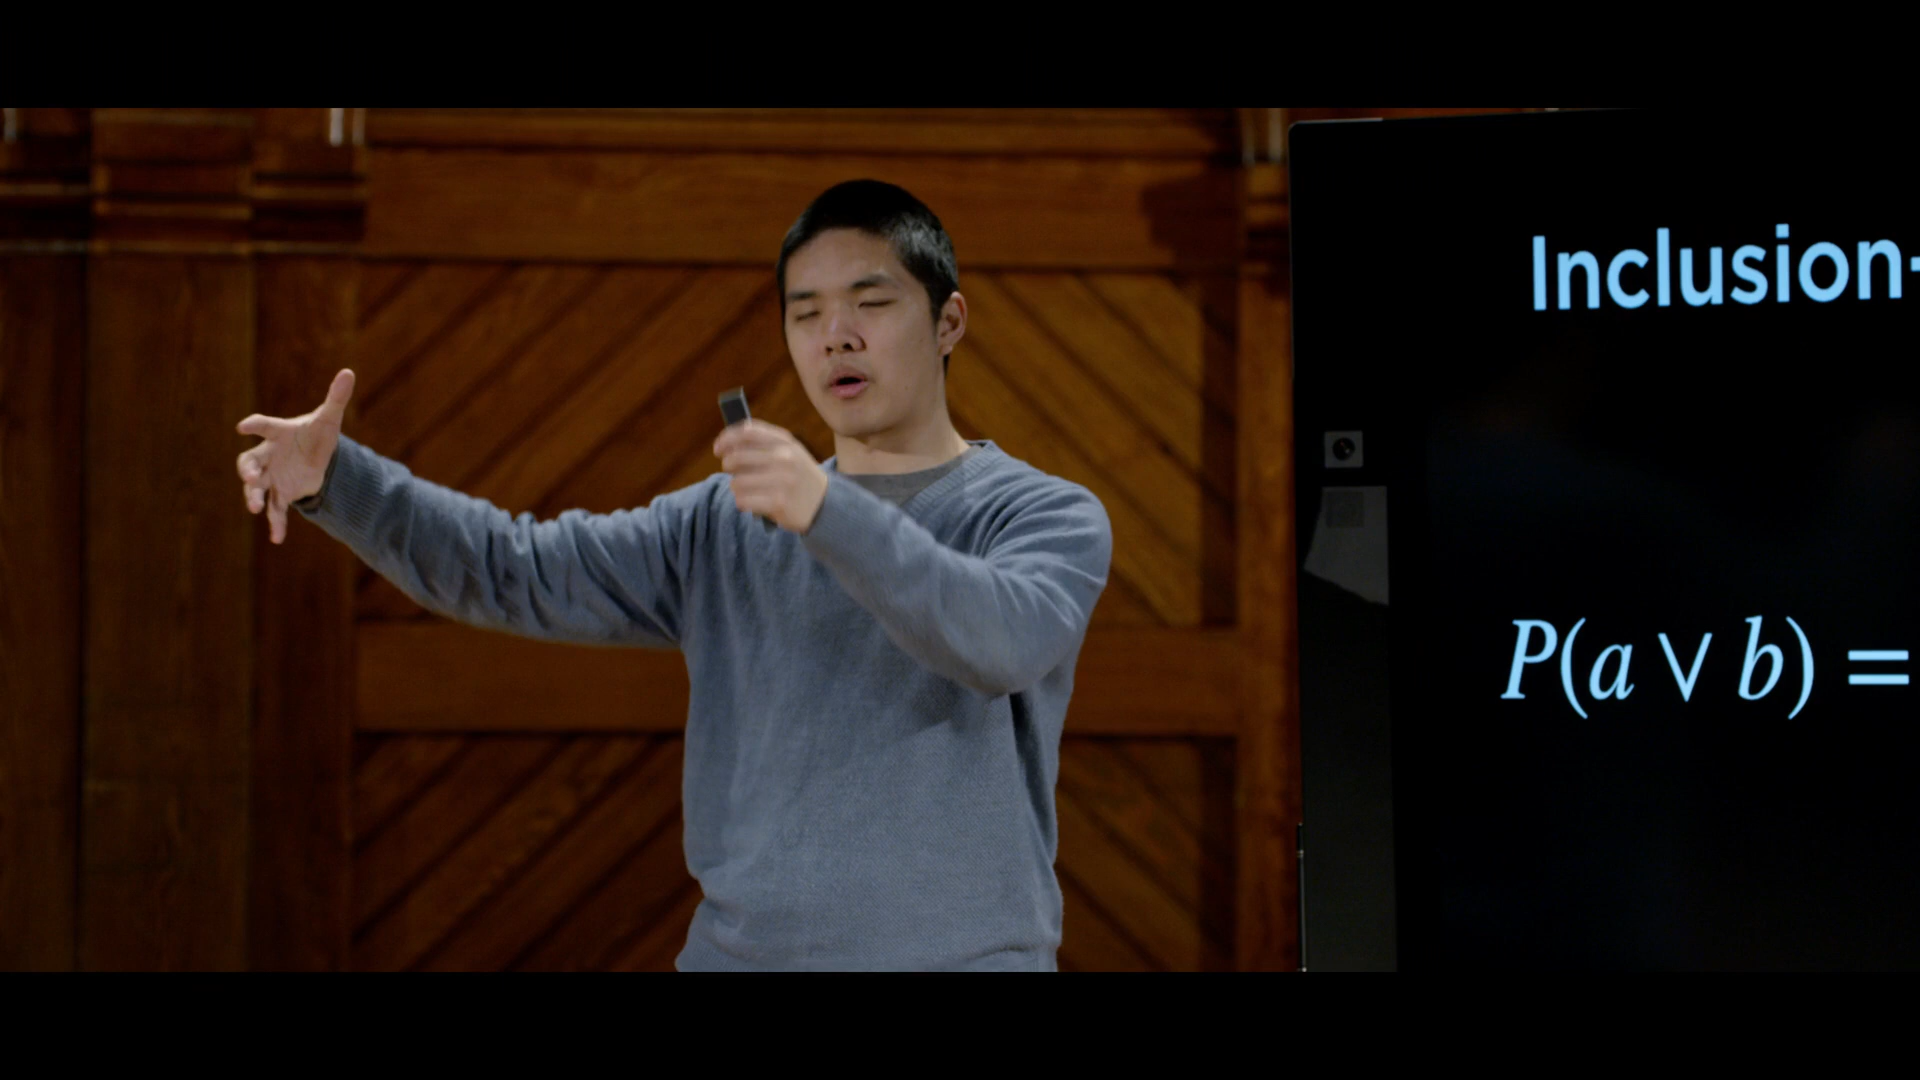 Inclusion-
P(a ∨ b) =